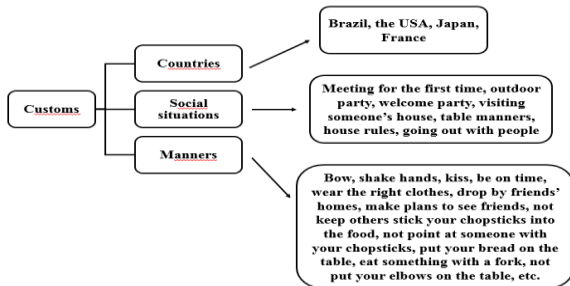 Brazil, the USA, Japan,
France
Countries
Customs
Social
situations
Meeting for the first time, outdoor
party, welcome party, visiting
someone's house, table manners,
house rules, going out with people
Manners
Bow, shake hands, kiss, be on time,
wear the right clothes, drop by friends'
homes, make plans to see friends, not
keep others stick your chopsticks into
the food, not point at someone with
your chopsticks, put your bread on the
table, eat something with a fork, not
put your elbows on the table, etc.